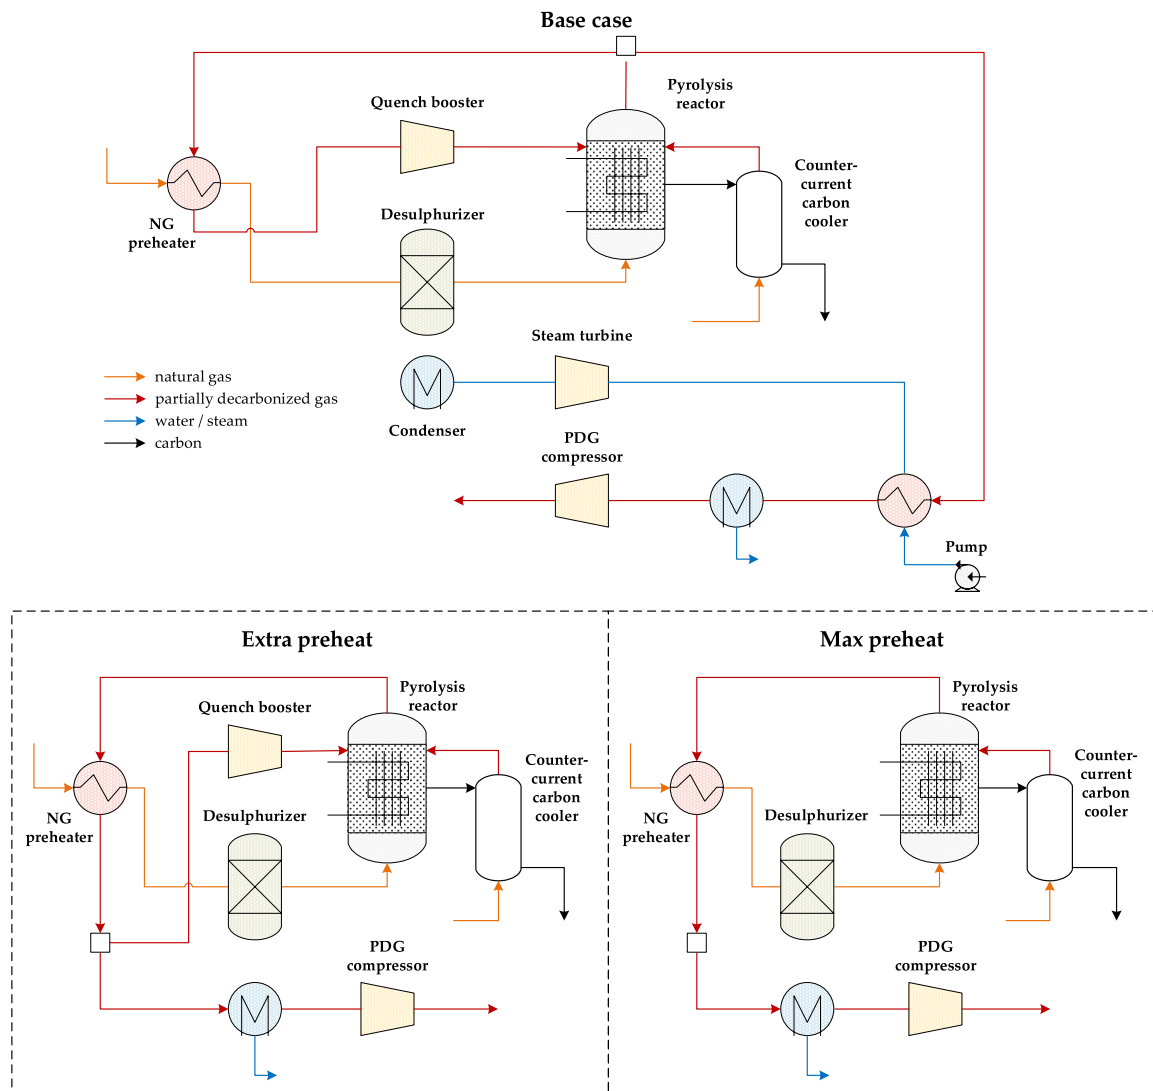 Base case
Pyrolysis
reactor
Quench booster
Counter-
current
carbon
cooler
NG
preheater
Desulphurizer
Steam turbine
natural gas
partially decarbonized gas
water / steam
carbon
Condenser
PDG
compressor
Pump
Extra preheat
Pyrolysis
reactor
Quench booster
Counter-
current
carbon
cooler
NG
preheater
Desulphurizer
PDG
compressor
Max preheat
Pyrolysis
reactor
Counter-
current
carbon
cooler
NG
preheater
Desulphurizer
PDG
compressor